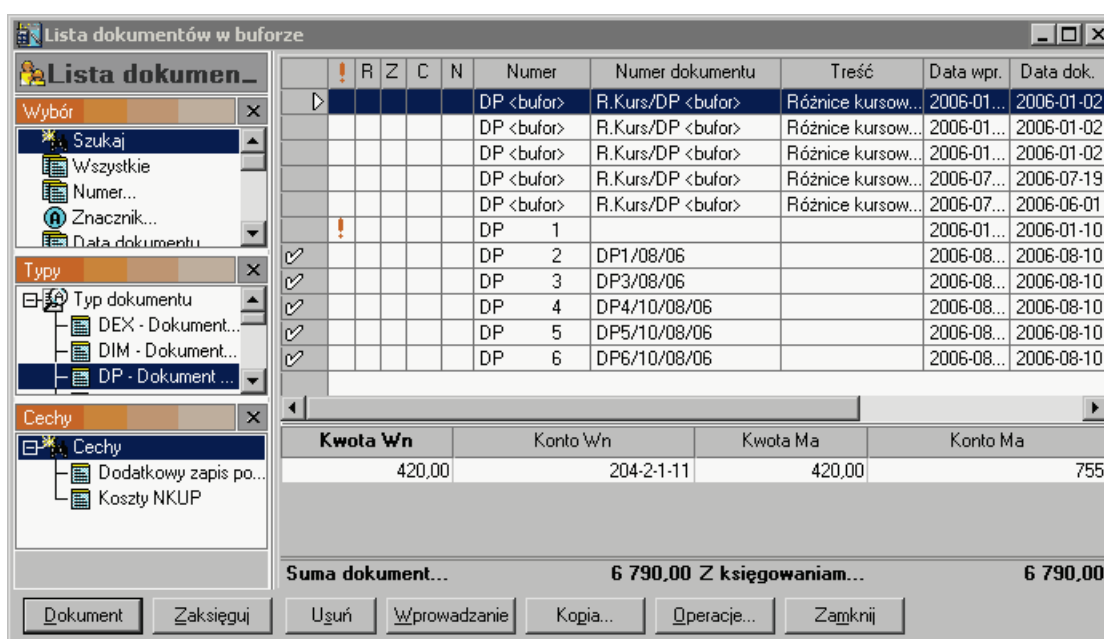 Lista dokumentów w buforze
Lista dokumen_
Wybór
Szukaj
Wszystkie
Numer...
Znacznik...
Data dokumentu
Typy
Typ dokumentu
DEX - Dokument...
DIM - Dokument...
DP - Dokument ...
Cechy
Cechy
Dodatkowy zapis po...
Koszty NKUP
! R Z C N Numer Numer dokumentu Treść Data wpr. Data dok.
DP <bufor> R.Kurs/DP <bufor> Różnice kursow... 2006-01... 2006-01-02
DP <bufor> R.Kurs/DP <bufor> Różnice kursow... 2006-01... 2006-01-02
DP <bufor> R.Kurs/DP <bufor> Różnice kursow... 2006-01... 2006-01-02
DP <bufor> R.Kurs/DP <bufor> Różnice kursow... 2006-07... 2006-07-19
DP <bufor> R.Kurs/DP <bufor> Różnice kursow... 2006-07... 2006-06-01
! DP 1 2006-01... 2006-01-10
DP 2 DP1/08/06 2006-08... 2006-08-10
DP 3 DP3/08/06 2006-08... 2006-08-10
DP 4 DP4/10/08/06 2006-08... 2006-08-10
DP 5 DP5/10/08/06 2006-08... 2006-08-10
DP 6 DP6/10/08/06 2006-08... 2006-08-10
Kwota Wn Konto Wn Kwota Ma Konto Ma
420,00 204-2-1-11 420,00 755
Suma dokument... 6 790,00 Z księgowaniam... 6 790,00
Dokument Zaksięguj Usuń Wprowadzanie Kopia... Operacje... Zamknij